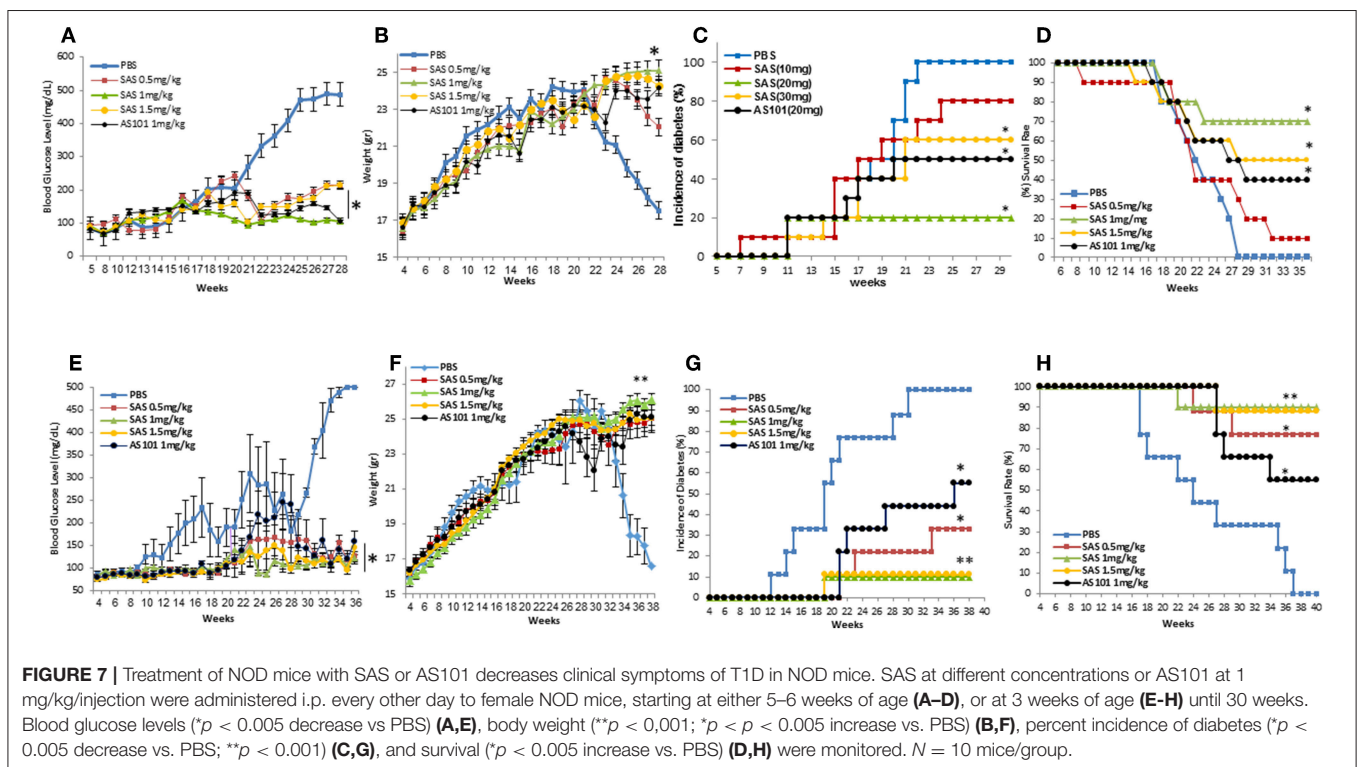 A
600
500
400
300
200
100
0
Blood Glucose Level (mg/dL)
PBS
SAS 0.5mg/kg
SAS 1 mg/kg
SAS 1.5mg/kg
AS101 1mg/kg
*
5 7 8 10 11 12 13 14 15 16 17 18 19 20 21 22 23 24 25 26 27 28
Weeks
B
25
23
21
19
17
15
Weight (gr)
PBS
SAS 0.5mg/kg
SAS 1 mg/kg
SAS 1.5mg/kg
AS101 1mg/kg
*
4 6 8 10 12 14 16 18 20 22 24 26 28
Weeks
C
100
80
60
40
20
0
Incidence of diabetes (%)
PBS
SAS(10mg)
SAS(20mg)
SAS(30mg)
AS101(20mg)
*
*
*
5 7 9 11 13 15 17 19 21 23 25 27 29
weeks
D
100
90
80
70
60
50
40
30
20
10
0
(%) Survival Rae
PBS
SAS 0.5mg/kg
SAS 1mg/mg
SAS 1.5mg/kg
AS101 1mg/kg
*
*
*
6 8 10 12 14 16 18 20 22 24 27 29 31 33 35
Weeks
E
500
450
400
350
300
250
200
150
100
50
Blood Glucose Level (mg/dL)
PBS
SAS 0.5mg/kg
SAS 1mg/kg
SAS 1.5mg/kg
AS101 1mg/kg
*
4 6 8 10 12 14 16 18 20 22 24 26 28 30 32 34 36
Weeks
F
27
25
23
21
19
17
15
Weight (gr)
PBS
SAS 0.5mg/kg
SAS 1mg/kg
SAS 1.5mg/kg
AS101 1mg/kg
**
4 6 8 10 12 14 16 18 20 22 24 26 28 30 32 34 36 38
Weeks
G
100
90
80
70
60
50
40
30
20
10
0
Incidence of Diabetes (%)
PBS
SAS 0.5mg/kg
SAS 1 mg/kg
SAS 1.5mg/kg
AS101 1mg/kg
*
*
**
4 6 8 10 12 14 16 18 20 22 24 26 28 30 32 34 36 38 40
Weeks
H
100
90
80
70
60
50
40
30
20
10
0
Survival Rate (%)
PBS
SAS 0.5mg/kg
SAS 1mg/kg
SAS 1.5mg/kg
AS101 1mg/kg
**
*
*
4 6 8 10 12 14 16 18 20 22 24 26 28 30 32 34 36 38 40
Weeks
FIGURE 7 | Treatment of NOD mice with SAS or AS101 decreases clinical symptoms of T1D in NOD mice. SAS at different concentrations or AS101 at 1
mg/kg/injection were administered i.p. every other day to female NOD mice, starting at either 5–6 weeks of age (A–D), or at 3 weeks of age (E-H) until 30 weeks.
Blood glucose levels (*p < 0.005 decrease vs PBS) (A,E), body weight (**p < 0,001; *p < p < 0.005 increase vs. PBS) (B,F), percent incidence of diabetes (*p <
0.005 decrease vs. PBS; **p < 0.001) (C,G), and survival (*p < 0.005 increase vs. PBS) (D,H) were monitored. N = 10 mice/group.